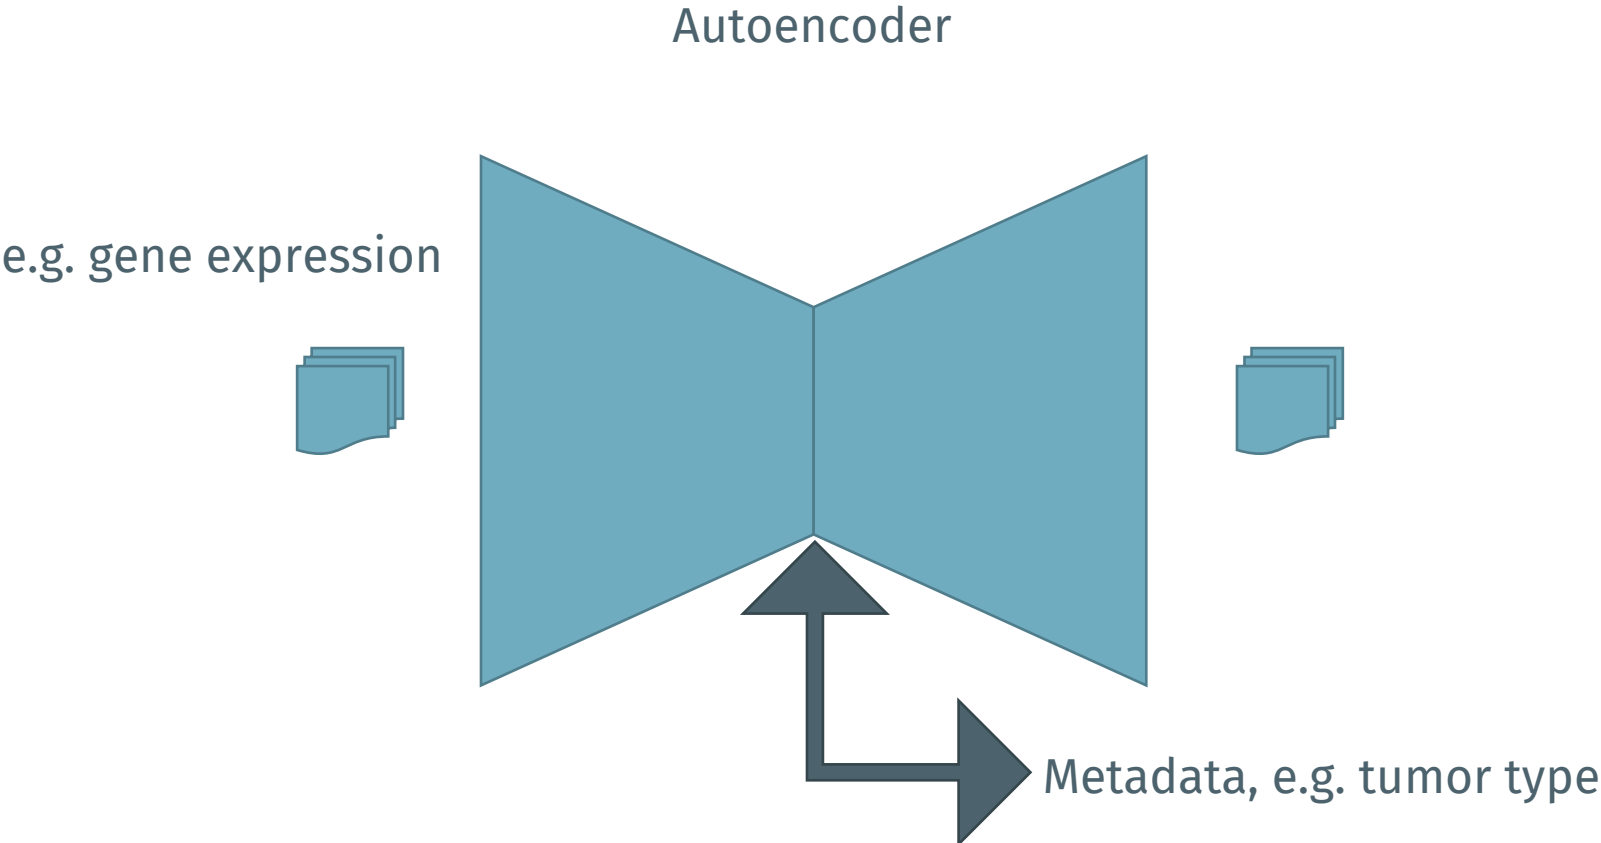 Autoencoder
e.g. gene expression
Metadata, e.g. tumor type